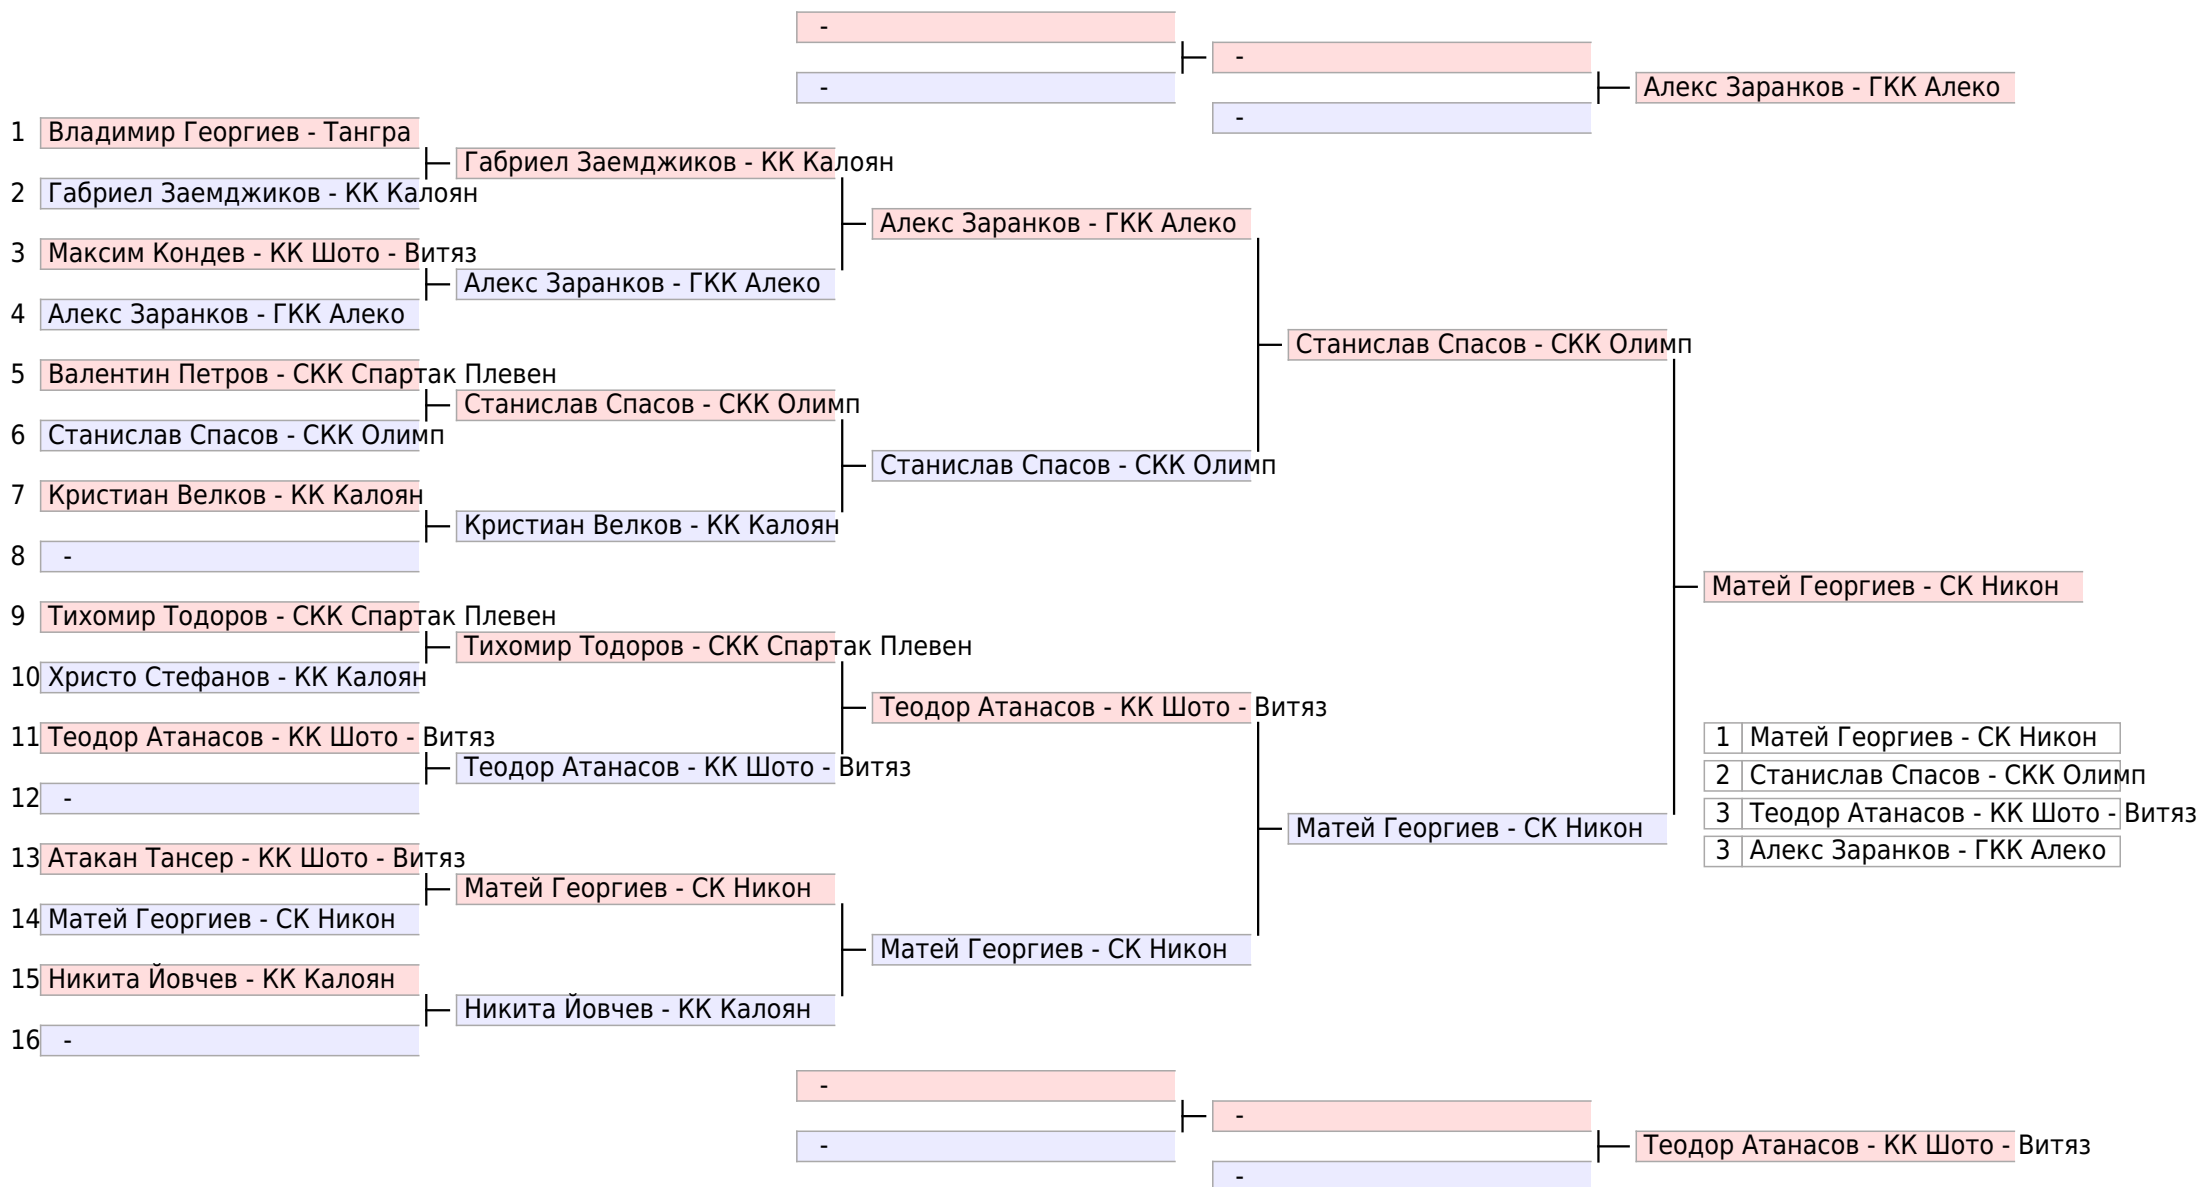 -
-
-
-
Алекс Заранков - ГКК Алеко
1 Владимир Георгиев - Тангра
2 Габриел Заемджиков - КК Калоян
3 Максим Кондев - КК Шото - Витяз
4 Алекс Заранков - ГКК Алеко
5 Валентин Петров - СКК Спартак Плевен
6 Станислав Спасов - СКК Олимп
7 Кристиан Велков - КК Калоян
8 -
9 Тихомир Тодоров - СКК Спартак Плевен
10 Христо Стефанов - КК Калоян
11 Теодор Атанасов - КК Шото - Витяз
12 -
13 Атакан Тансер - КК Шото - Витяз
14 Матей Георгиев - СК Никон
15 Никита Йовчев - КК Калоян
16 -
Габриел Заемджиков - КК Калоян
Алекс Заранков - ГКК Алеко
Станислав Спасов - СКК Олимп
Кристиан Велков - КК Калоян
Тихомир Тодоров - СКК Спартак Плевен
Теодор Атанасов - КК Шото - Витяз
Матей Георгиев - СК Никон
Никита Йовчев - КК Калоян
Алекс Заранков - ГКК Алеко
Станислав Спасов - СКК Олимп
Теодор Атанасов - КК Шото - Витяз
Матей Георгиев - СК Никон
Станислав Спасов - СКК Олимп
Матей Георгиев - СК Никон
Матей Георгиев - СК Никон
1 Матей Георгиев - СК Никон
2 Станислав Спасов - СКК Олимп
3 Теодор Атанасов - КК Шото - Витяз
3 Алекс Заранков - ГКК Алеко
-
-
-
-
Теодор Атанасов - КК Шото - Витяз